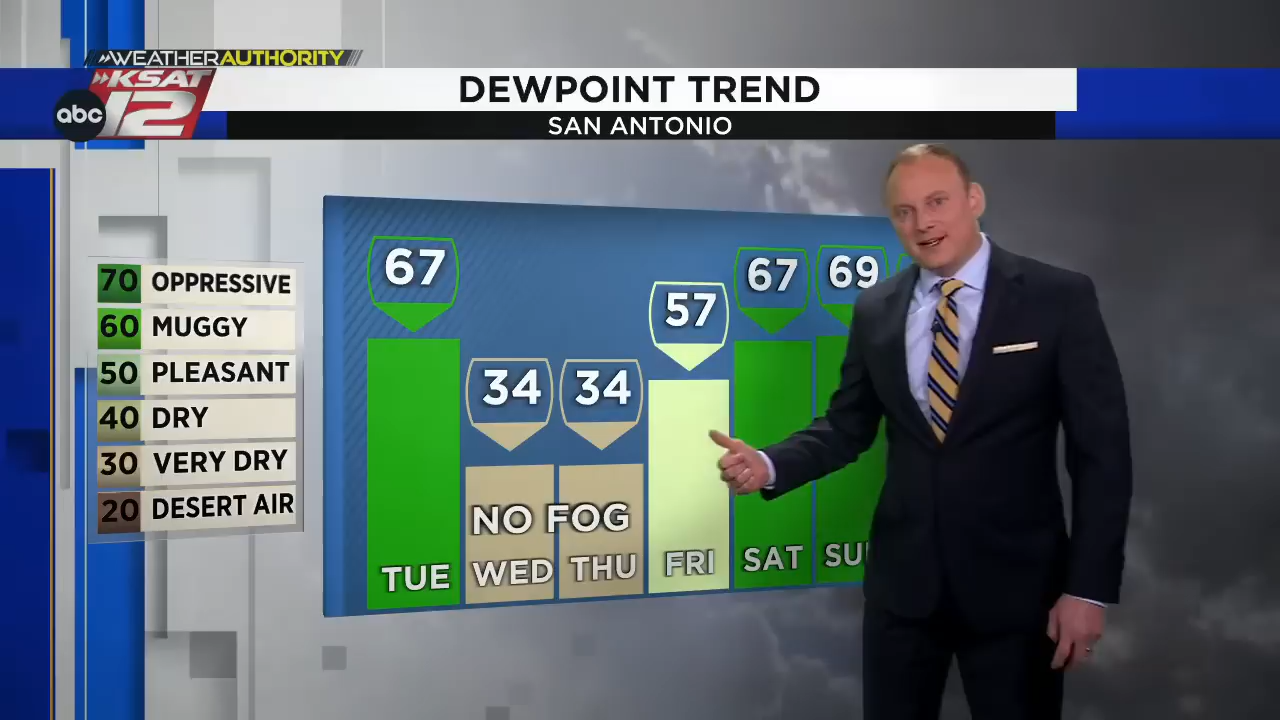 WEATHERAUTHORITY
KSAT
abc 12
DEWPOINT TREND
SAN ANTONIO
70 OPPRESSIVE
60 MUGGY
50 PLEASANT
40 DRY
30 VERY DRY
20 DESERT AIR
67 34 34 57 67 69
NO FOG
TUE WED THU FRI SAT SU